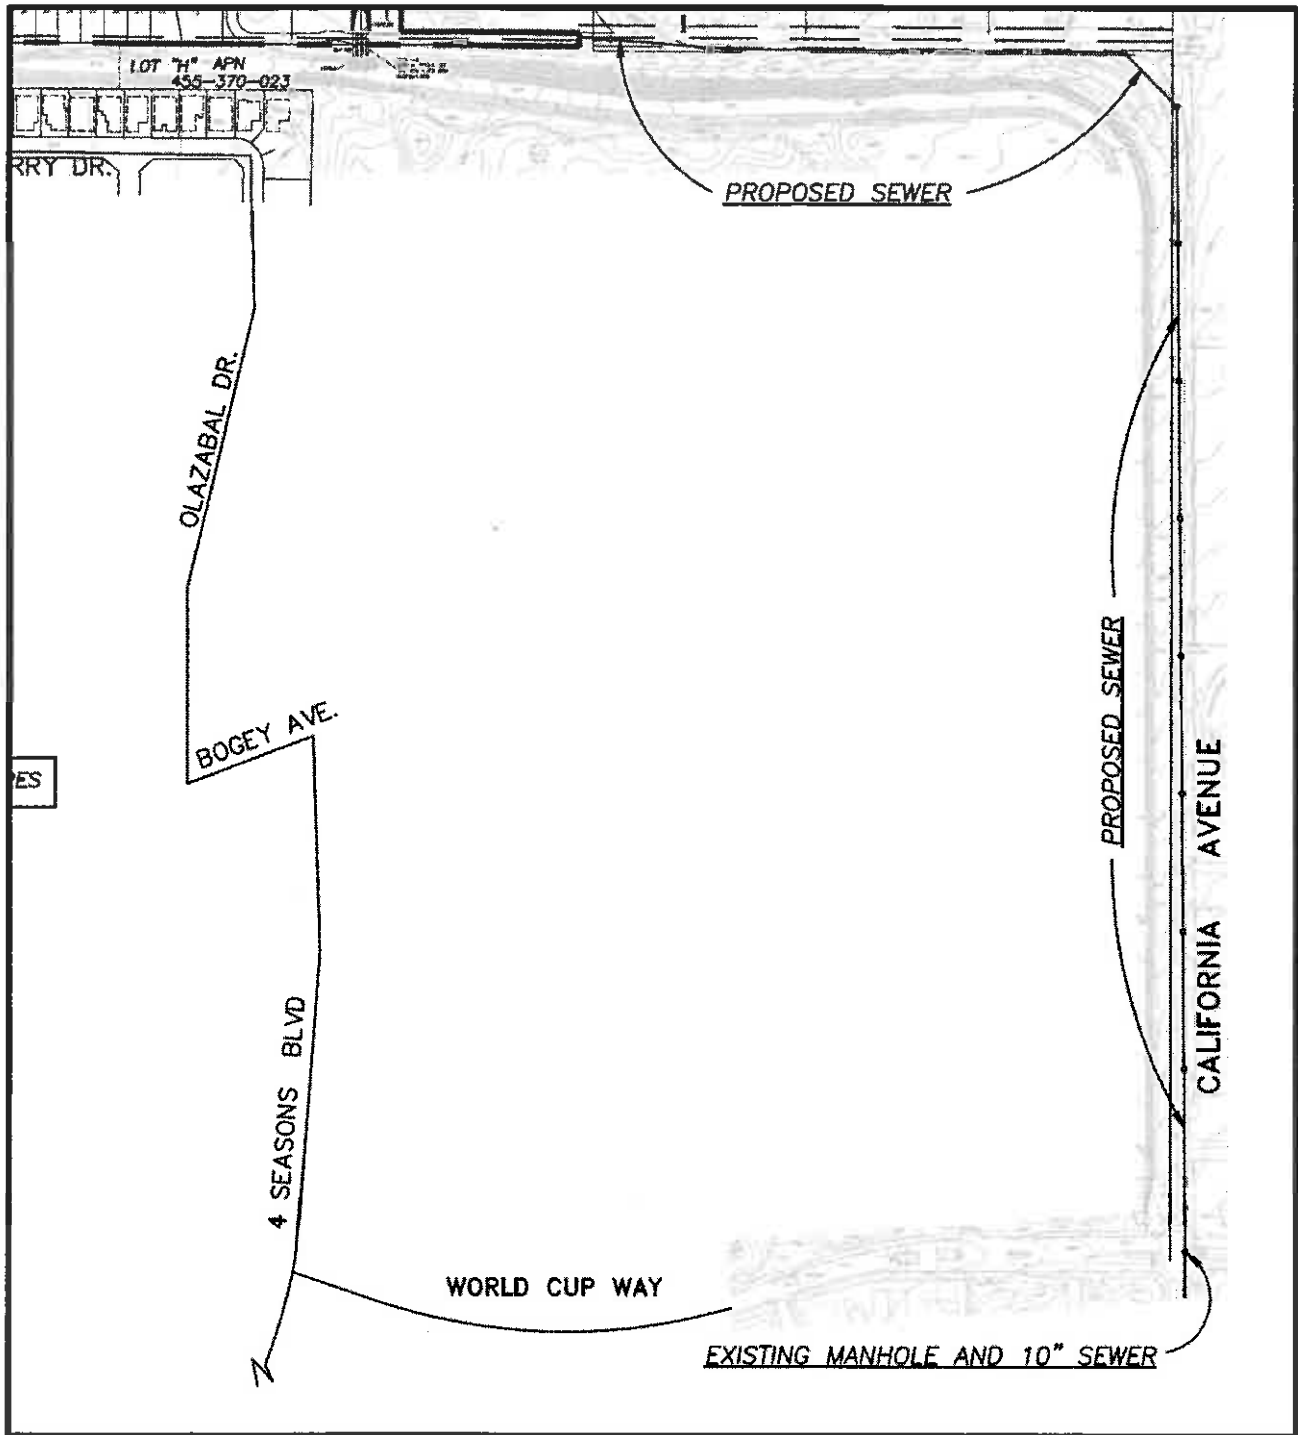 LOT "H" APN
455-370-023
RRY DR.
PROPOSED SEWER
OLAZABAL DR.
PROPOSED SEWER
BOGEY AVE.
CALIFORNIA AVENUE
4 SEASONS BLVD
WORLD CUP WAY
EXISTING MANHOLE AND 10" SEWER